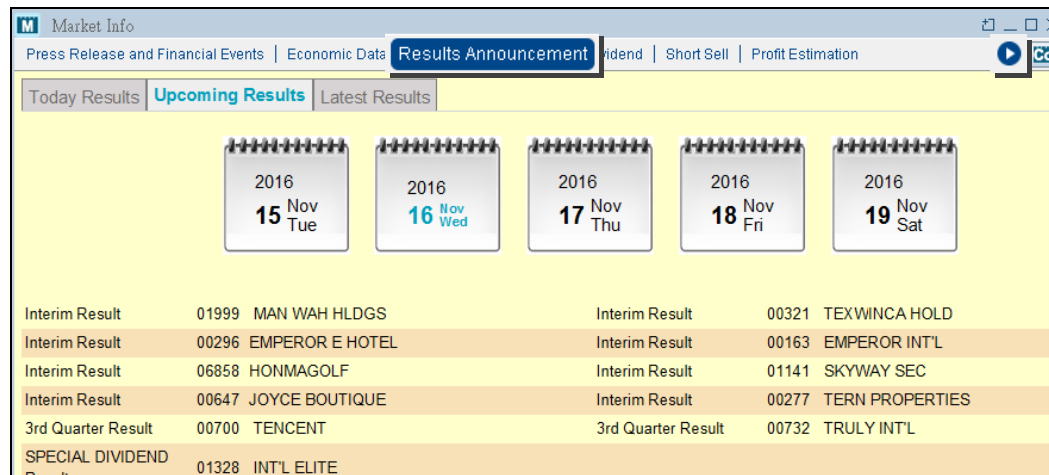 M Market Info
Press Release and Financial Events | Economic Data Results Announcement vidend | Short Sell | Profit Estimation
Today Results Upcoming Results Latest Results
2016 2016 2016 2016 2016
15 Nov Tue 16 Nov Wed 17 Nov Thu 18 Nov Fri 19 Nov Sat
Interim Result 01999 MAN WAH HLDGS Interim Result 00321 TEXWINCA HOLD
Interim Result 00296 EMPEROR E HOTEL Interim Result 00163 EMPEROR INT'L
Interim Result 06858 HONMAGOLF Interim Result 01141 SKYWAY SEC
Interim Result 00647 JOYCE BOUTIQUE Interim Result 00277 TERN PROPERTIES
3rd Quarter Result 00700 TENCENT 3rd Quarter Result 00732 TRULY INT'L
SPECIAL DIVIDEND 01328 INT'L ELITE